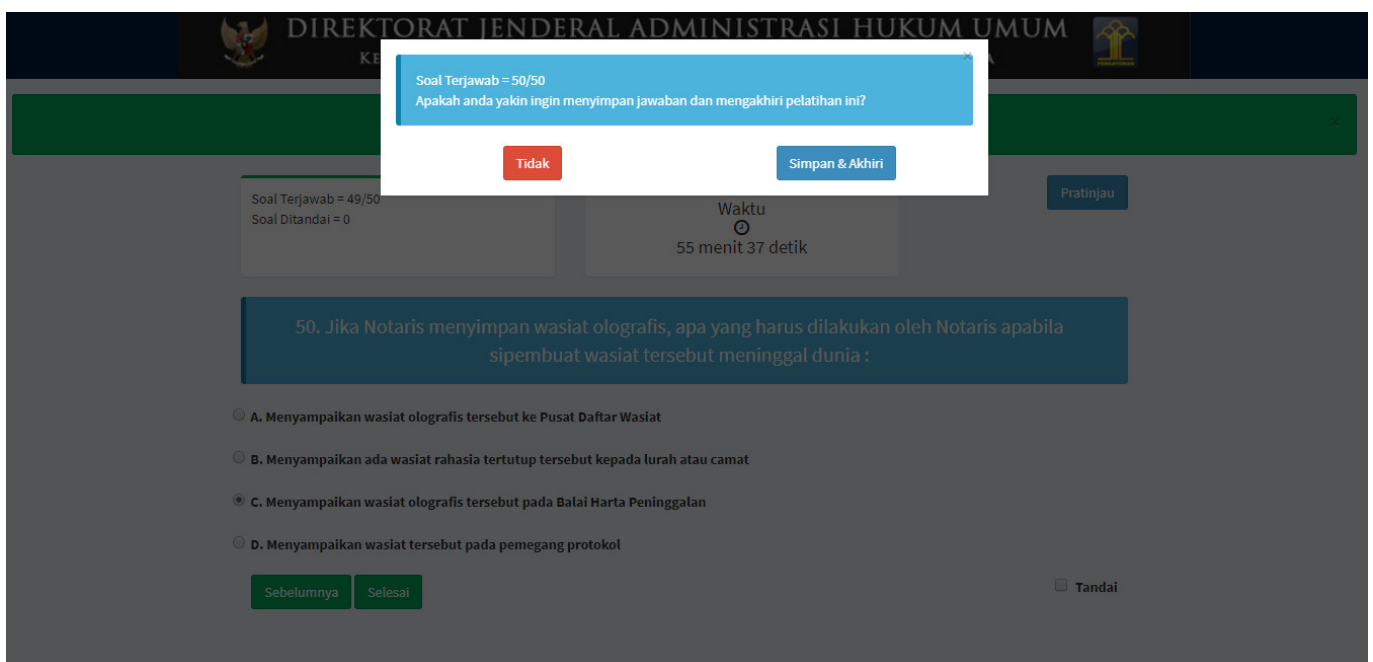 DIREKTORAT JENDERAL ADMINISTRASI HUKUM UMUM
×
Soal Terjawab = 50/50
Apakah anda yakin ingin menyimpan jawaban dan mengakhiri pelatihan ini?
×
Tidak
Simpan & Akhiri
Soal Terjawab = 49/50
Soal Ditandai = 0
Waktu
55 menit 37 detik
Pratinjau
50. Jika Notaris menyimpan wasiat olografis, apa yang harus dilakukan oleh Notaris apabila
sipembuat wasiat tersebut meninggal dunia :
A. Menyampaikan wasiat olografis tersebut ke Pusat Daftar Wasiat
B. Menyampaikan ada wasiat rahasia tertutup tersebut kepada lurah atau camat
C. Menyampaikan wasiat olografis tersebut pada Balai Harta Peninggalan
D. Menyampaikan wasiat tersebut pada pemegang protokol
Sebelumnya
Selesai
Tandai